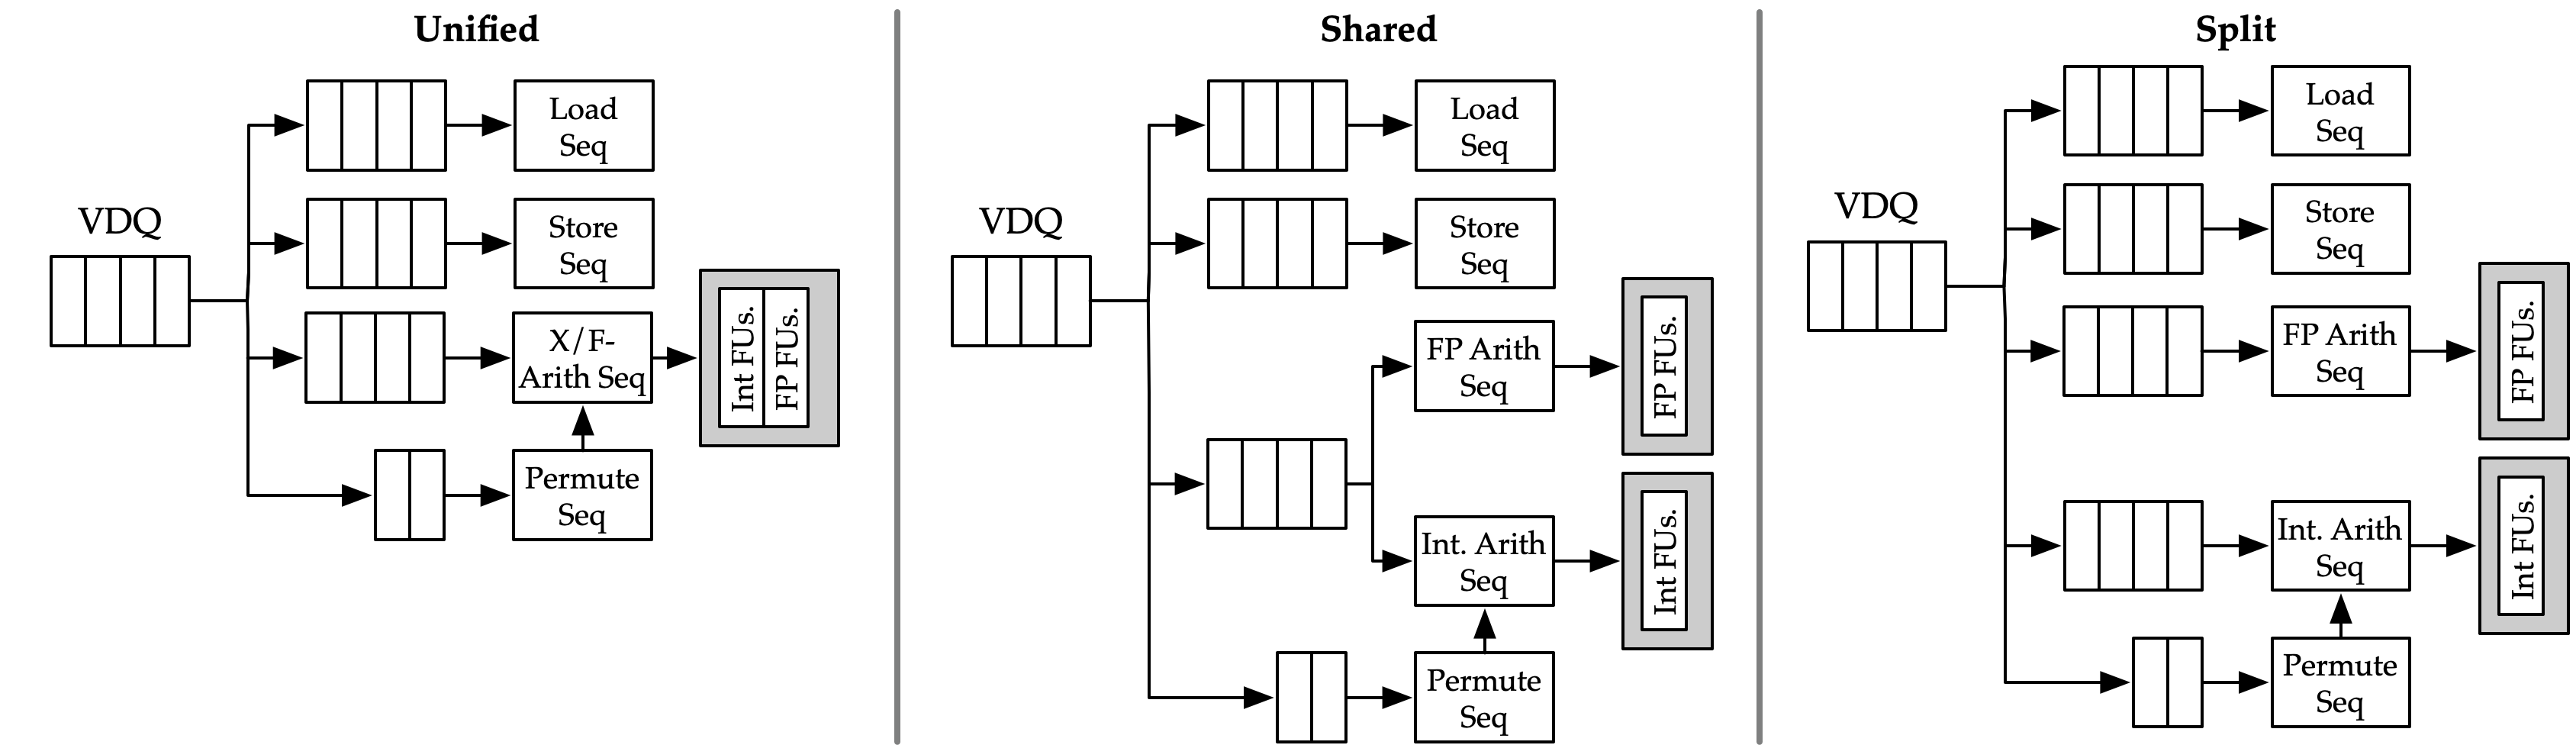 Unified
Load
Seq
VDQ
Store
Seq
X/F-
Arith Seq
Int FUs.
FP FUs.
Permute
Seq
Shared
Load
Seq
VDQ
Store
Seq
FP Arith
Seq
FP FUs.
Int. Arith
Seq
Int FUs.
Permute
Seq
Split
Load
Seq
VDQ
Store
Seq
FP Arith
Seq
FP FUs.
Int. Arith
Seq
Int FUs.
Permute
Seq